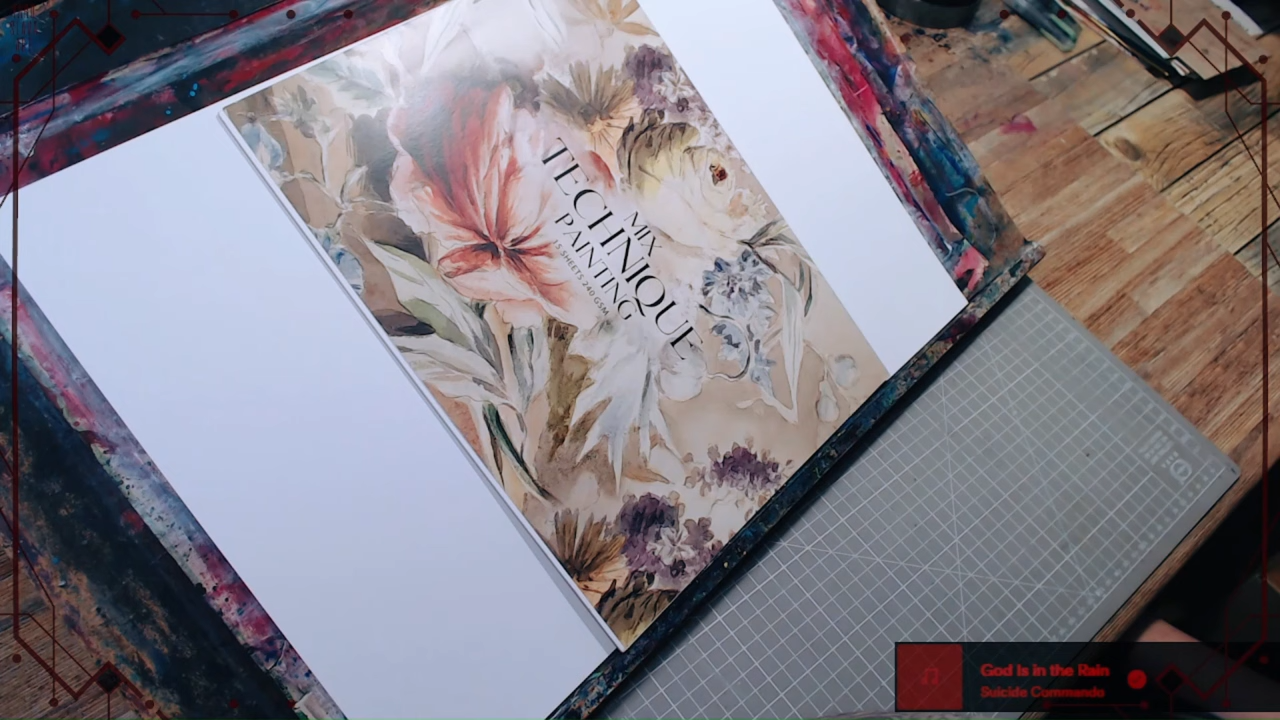 MIX
TECHNIQUE
PAINTING
15 SHEETS 240 GSM
God Is in the Rain
Suicide Commando